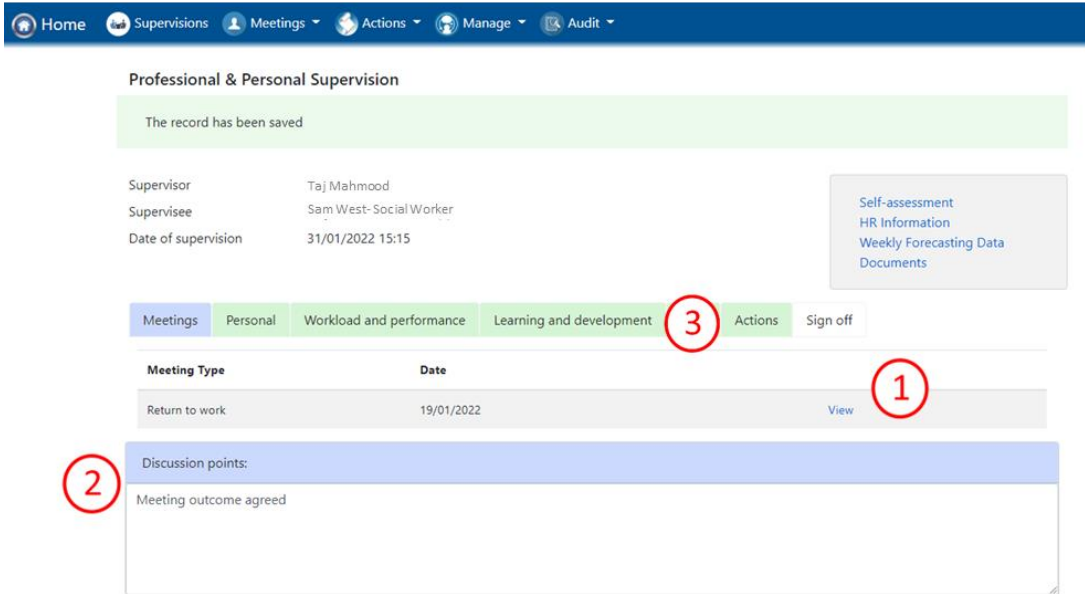 Home Supervisions Meetings Actions Manage Audit
Professional & Personal Supervision
The record has been saved
Supervisor Taj Mahmood
Supervisee Sam West- Social Worker
Date of supervision 31/01/2022 15:15
Self-assessment
HR Information
Weekly Forecasting Data
Documents
Meetings Personal Workload and performance Learning and development 3 Actions Sign off
Meeting Type Date
1
Return to work 19/01/2022 View
Discussion points:
2
Meeting outcome agreed